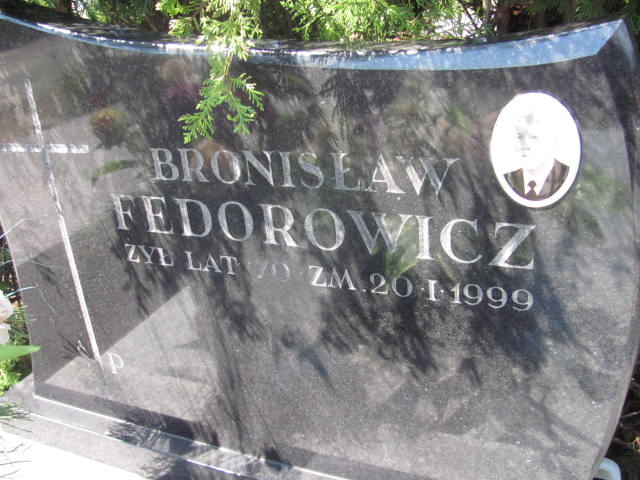 BRONISŁAW
FEDOROWICZ
ŻYŁ LAT 70 ZM. 20 I 1999
ś P